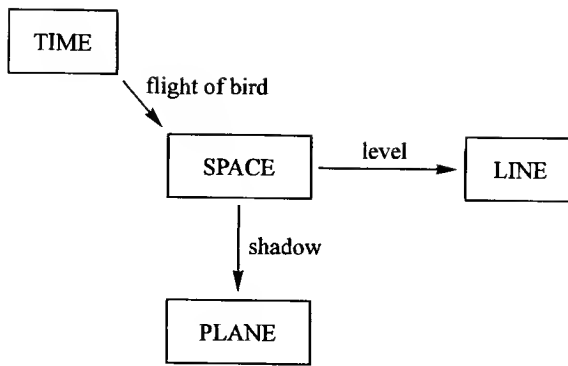 TIME
flight of bird
SPACE
level
LINE
shadow
PLANE